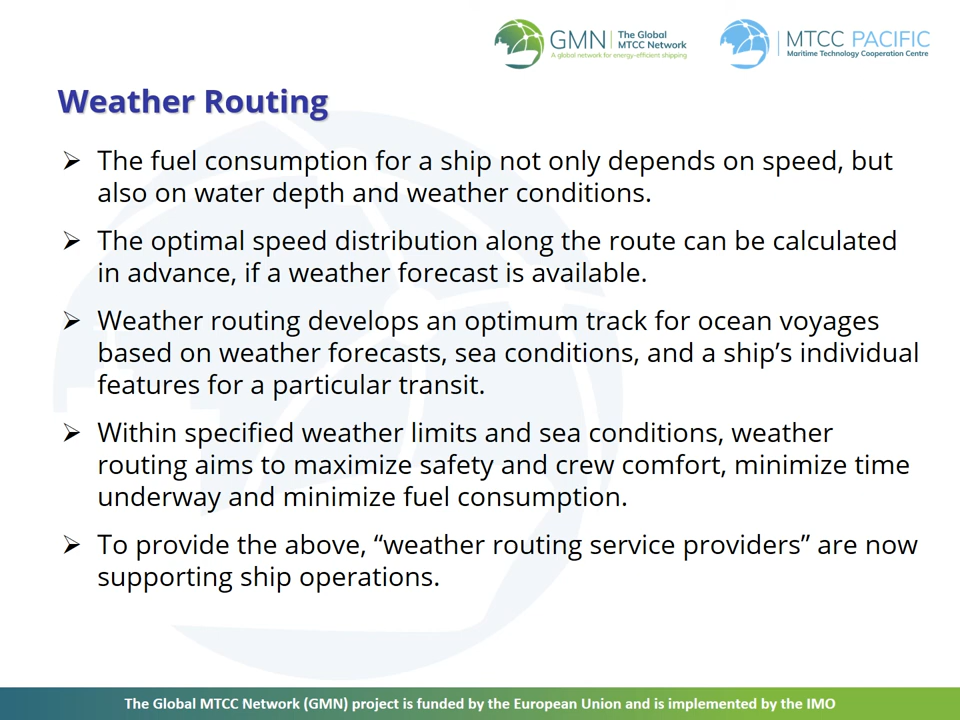 GMN
The Global
MTCC Network
A global network for energy-efficient shipping
MTCC PACIFIC
Maritime Technology Cooperation Centre
Weather Routing
➢ The fuel consumption for a ship not only depends on speed, but
also on water depth and weather conditions.
➢ The optimal speed distribution along the route can be calculated
in advance, if a weather forecast is available.
➢ Weather routing develops an optimum track for ocean voyages
based on weather forecasts, sea conditions, and a ship’s individual
features for a particular transit.
➢ Within specified weather limits and sea conditions, weather
routing aims to maximize safety and crew comfort, minimize time
underway and minimize fuel consumption.
➢ To provide the above, “weather routing service providers” are now
supporting ship operations.
The Global MTCC Network (GMN) project is funded by the European Union and is implemented by the IMO